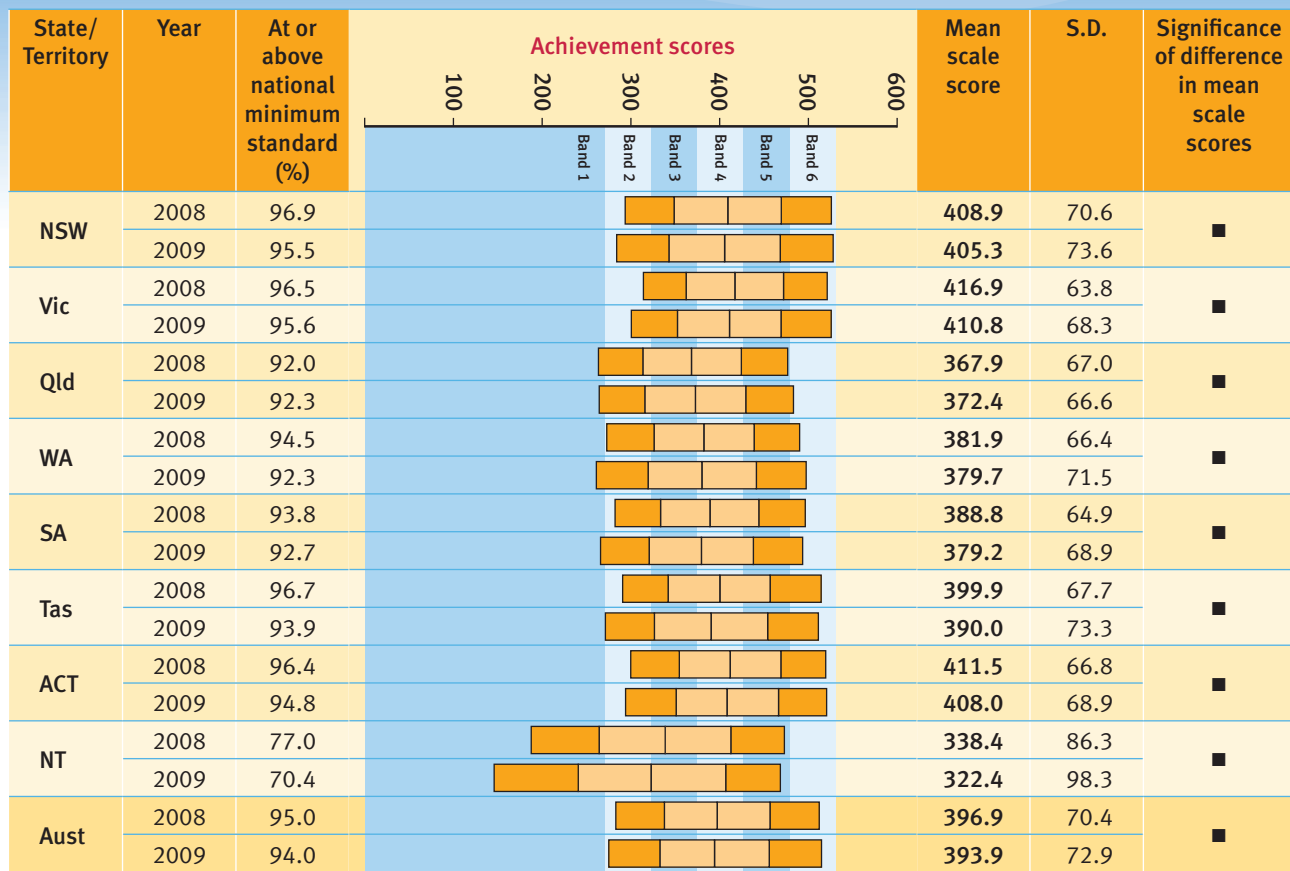 State/ Territory Year At or above national minimum standard (%) Achievement scores Mean scale score S.D. Significance of difference in mean scale scores
100 200 300 400 500 600
Band 1 Band 2 Band 3 Band 4 Band 5 Band 6
NSW
2008 96.9 408.9 70.6 ■
2009 95.5 405.3 73.6
Vic
2008 96.5 416.9 63.8 ■
2009 95.6 410.8 68.3
Qld
2008 92.0 367.9 67.0 ■
2009 92.3 372.4 66.6
WA
2008 94.5 381.9 66.4 ■
2009 92.3 379.7 71.5
SA
2008 93.8 388.8 64.9 ■
2009 92.7 379.2 68.9
Tas
2008 96.7 399.9 67.7 ■
2009 93.9 390.0 73.3
ACT
2008 96.4 411.5 66.8 ■
2009 94.8 408.0 68.9
NT
2008 77.0 338.4 86.3 ■
2009 70.4 322.4 98.3
Aust
2008 95.0 396.9 70.4 ■
2009 94.0 393.9 72.9